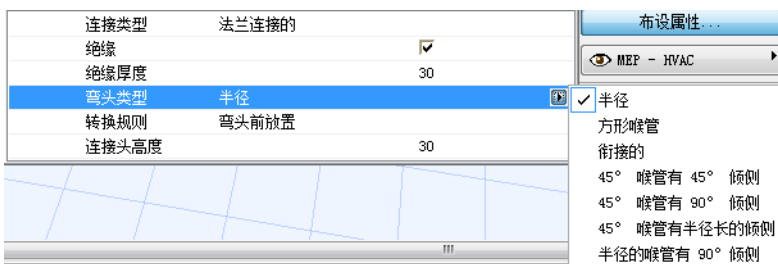 连接类型 法兰连接的
绝缘
绝缘厚度 30
弯头类型 半径
转换规则 弯头前放置
连接头高度 30
布设属性...
MEP - HVAC
半径
方形喉管
衔接的
45° 喉管有 45° 倾侧
45° 喉管有 90° 倾侧
45° 喉管有半径长的倾侧
半径的喉管有 90° 倾侧